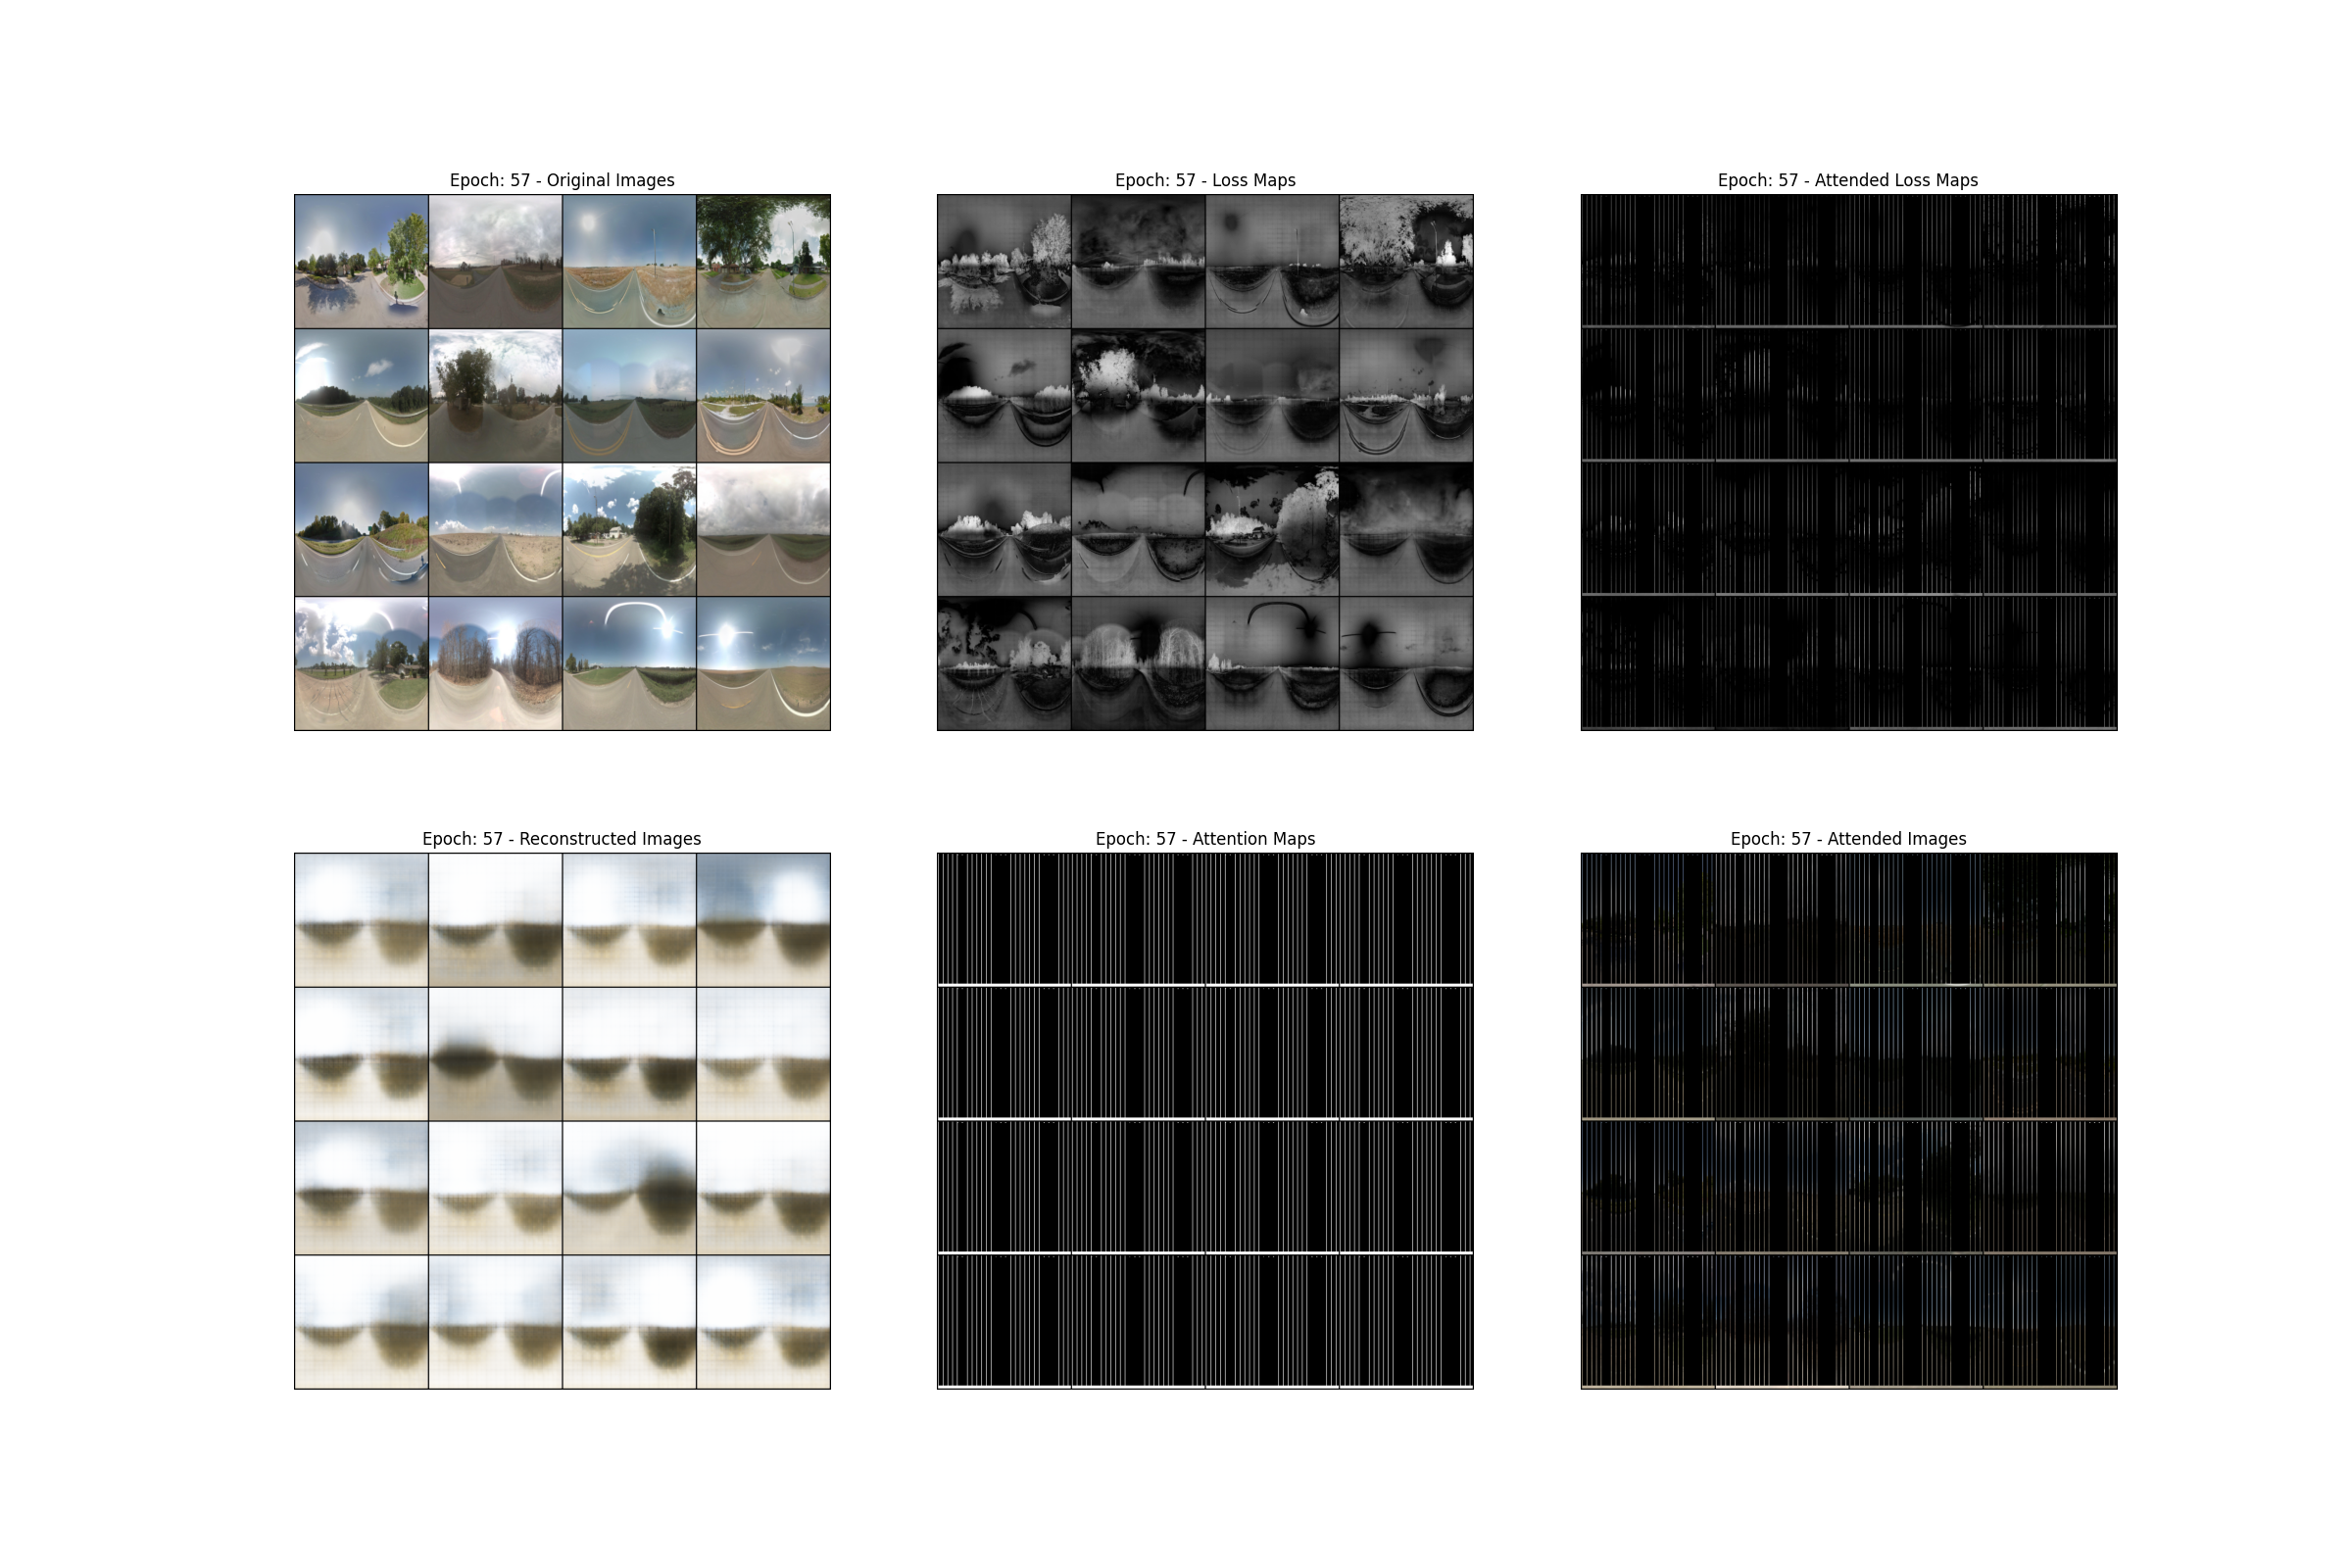 Epoch: 57 - Original Images
Epoch: 57 - Loss Maps
Epoch: 57 - Attended Loss Maps
Epoch: 57 - Reconstructed Images
Epoch: 57 - Attention Maps
Epoch: 57 - Attended Images